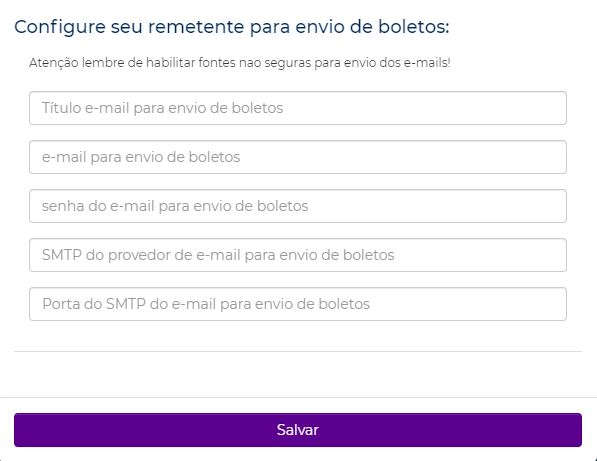 Configure seu remetente para envio de boletos:
Atenção lembre de habilitar fontes nao seguras para envio dos e-mails!
Título e-mail para envio de boletos
e-mail para envio de boletos
senha do e-mail para envio de boletos
SMTP do provedor de e-mail para envio de boletos
Porta do SMTP do e-mail para envio de boletos
Salvar